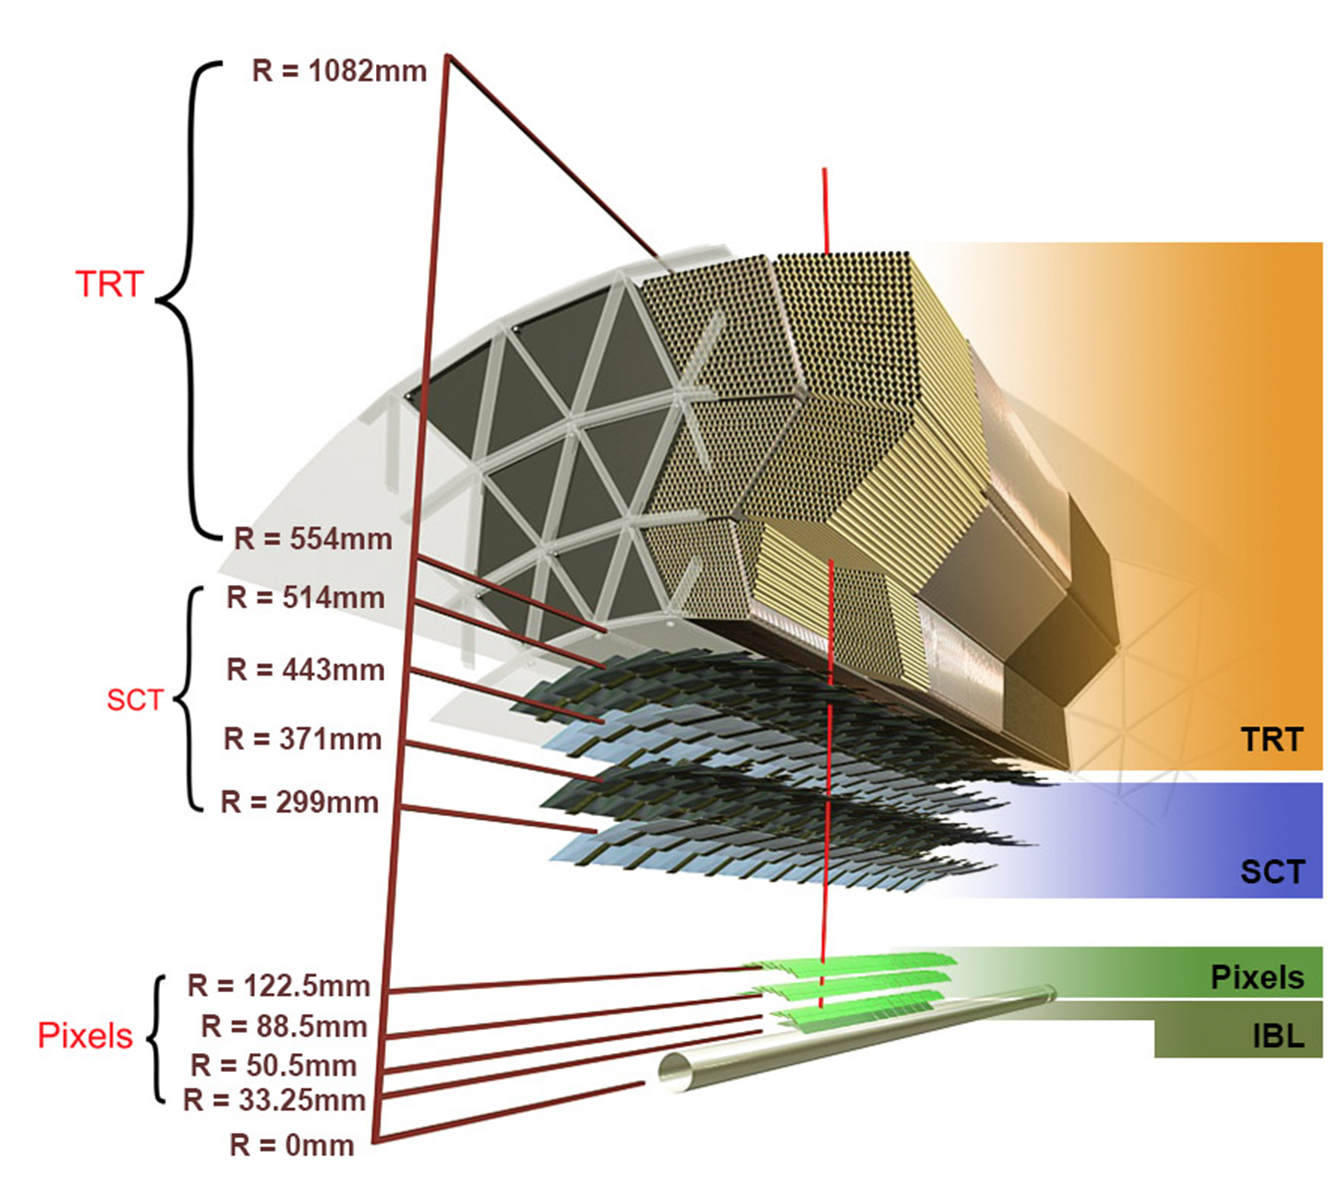 R = 1082mm
TRT
R = 554mm
R = 514mm
R = 443mm
SCT
R = 371mm
R = 299mm
TRT
SCT
R = 122.5mm
Pixels
R = 88.5mm
Pixels
R = 50.5mm
IBL
R = 33.25mm
R = 0mm